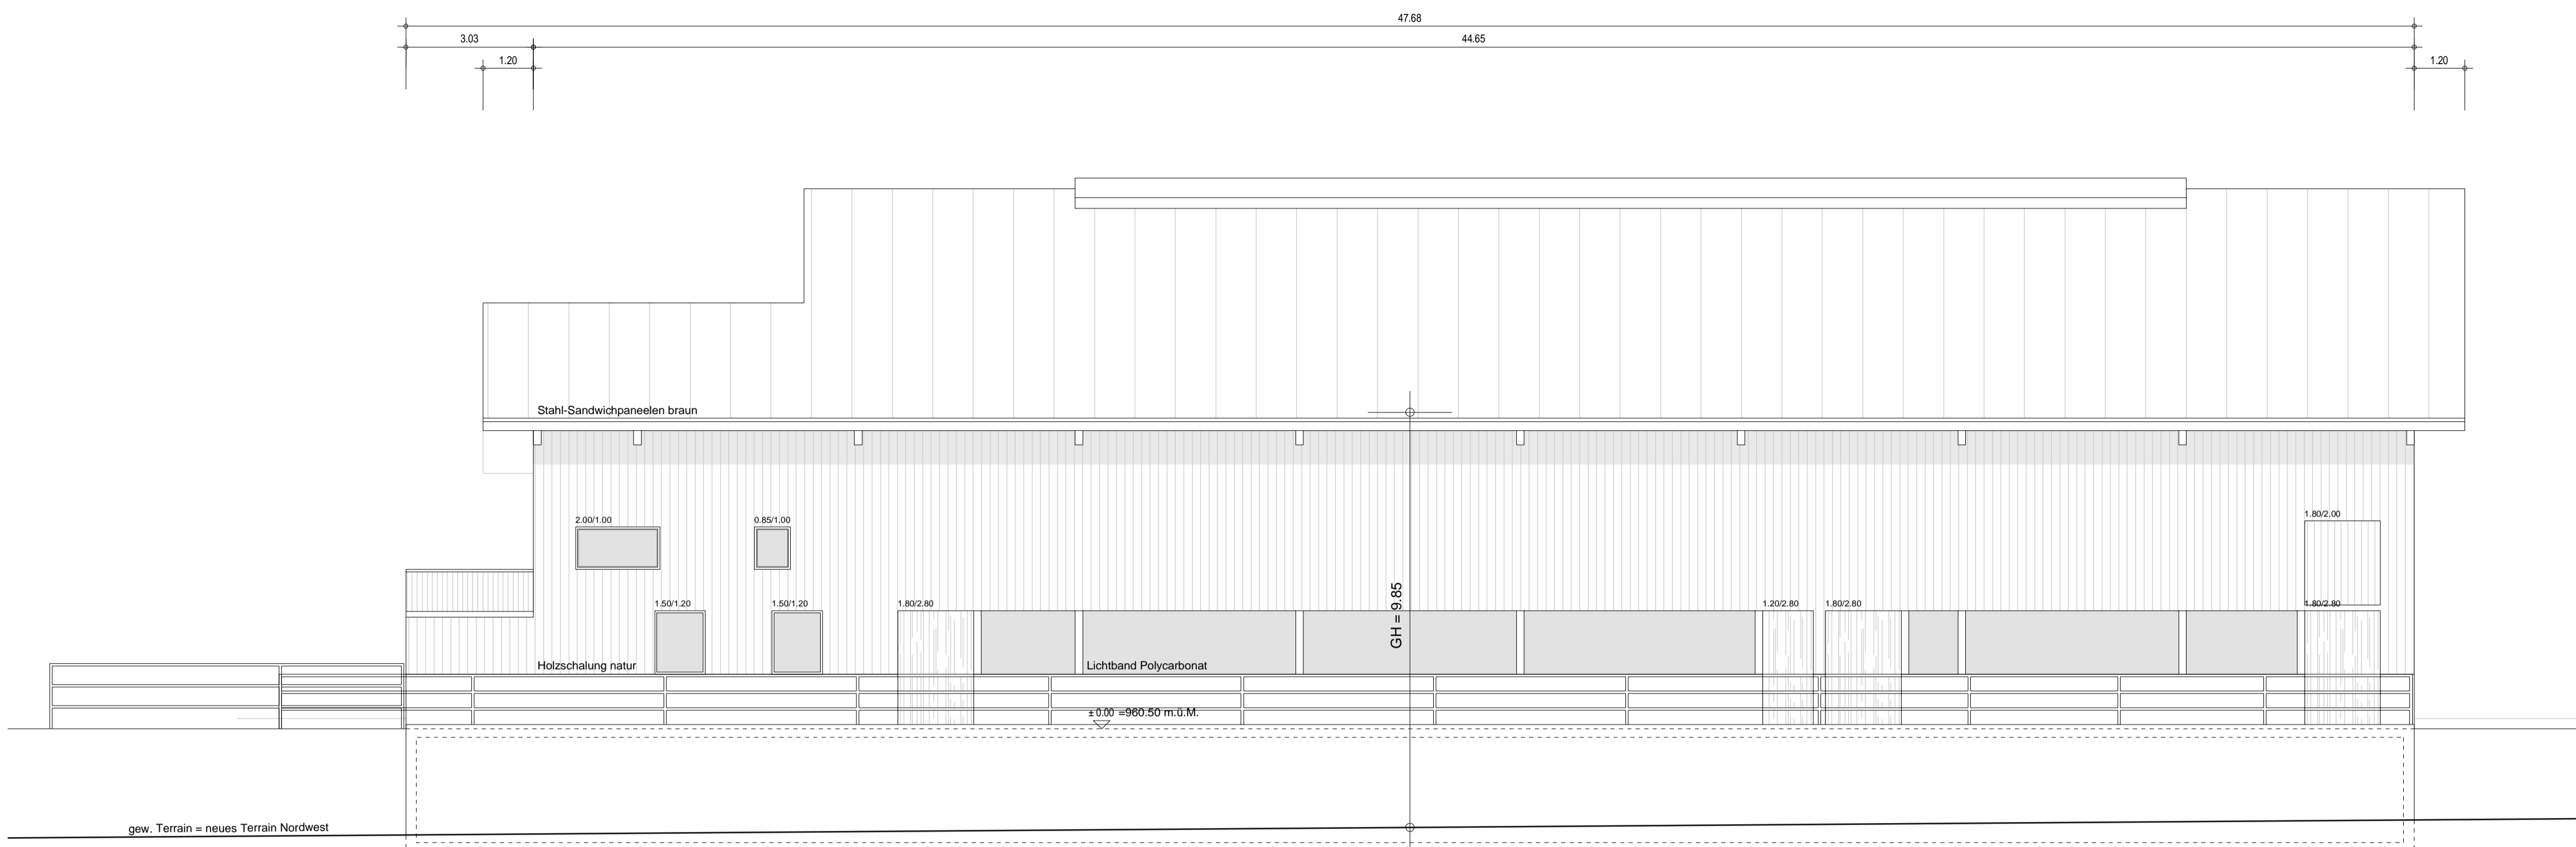 47.68
3.03
44.65
1.20
1.20
Stahl-Sandwichpaneelen braun
2.00/1.00
0.85/1.00
1.80/2.00
1.50/1.20
1.50/1.20
1.80/2.80
GH = 9.85
1.20/2.80
1.80/2.80
1.80/2.80
Holzschalung natur
Lichtband Polycarbonat
± 0.00 =960.50 m.ü.M.
gew. Terrain = neues Terrain Nordwest